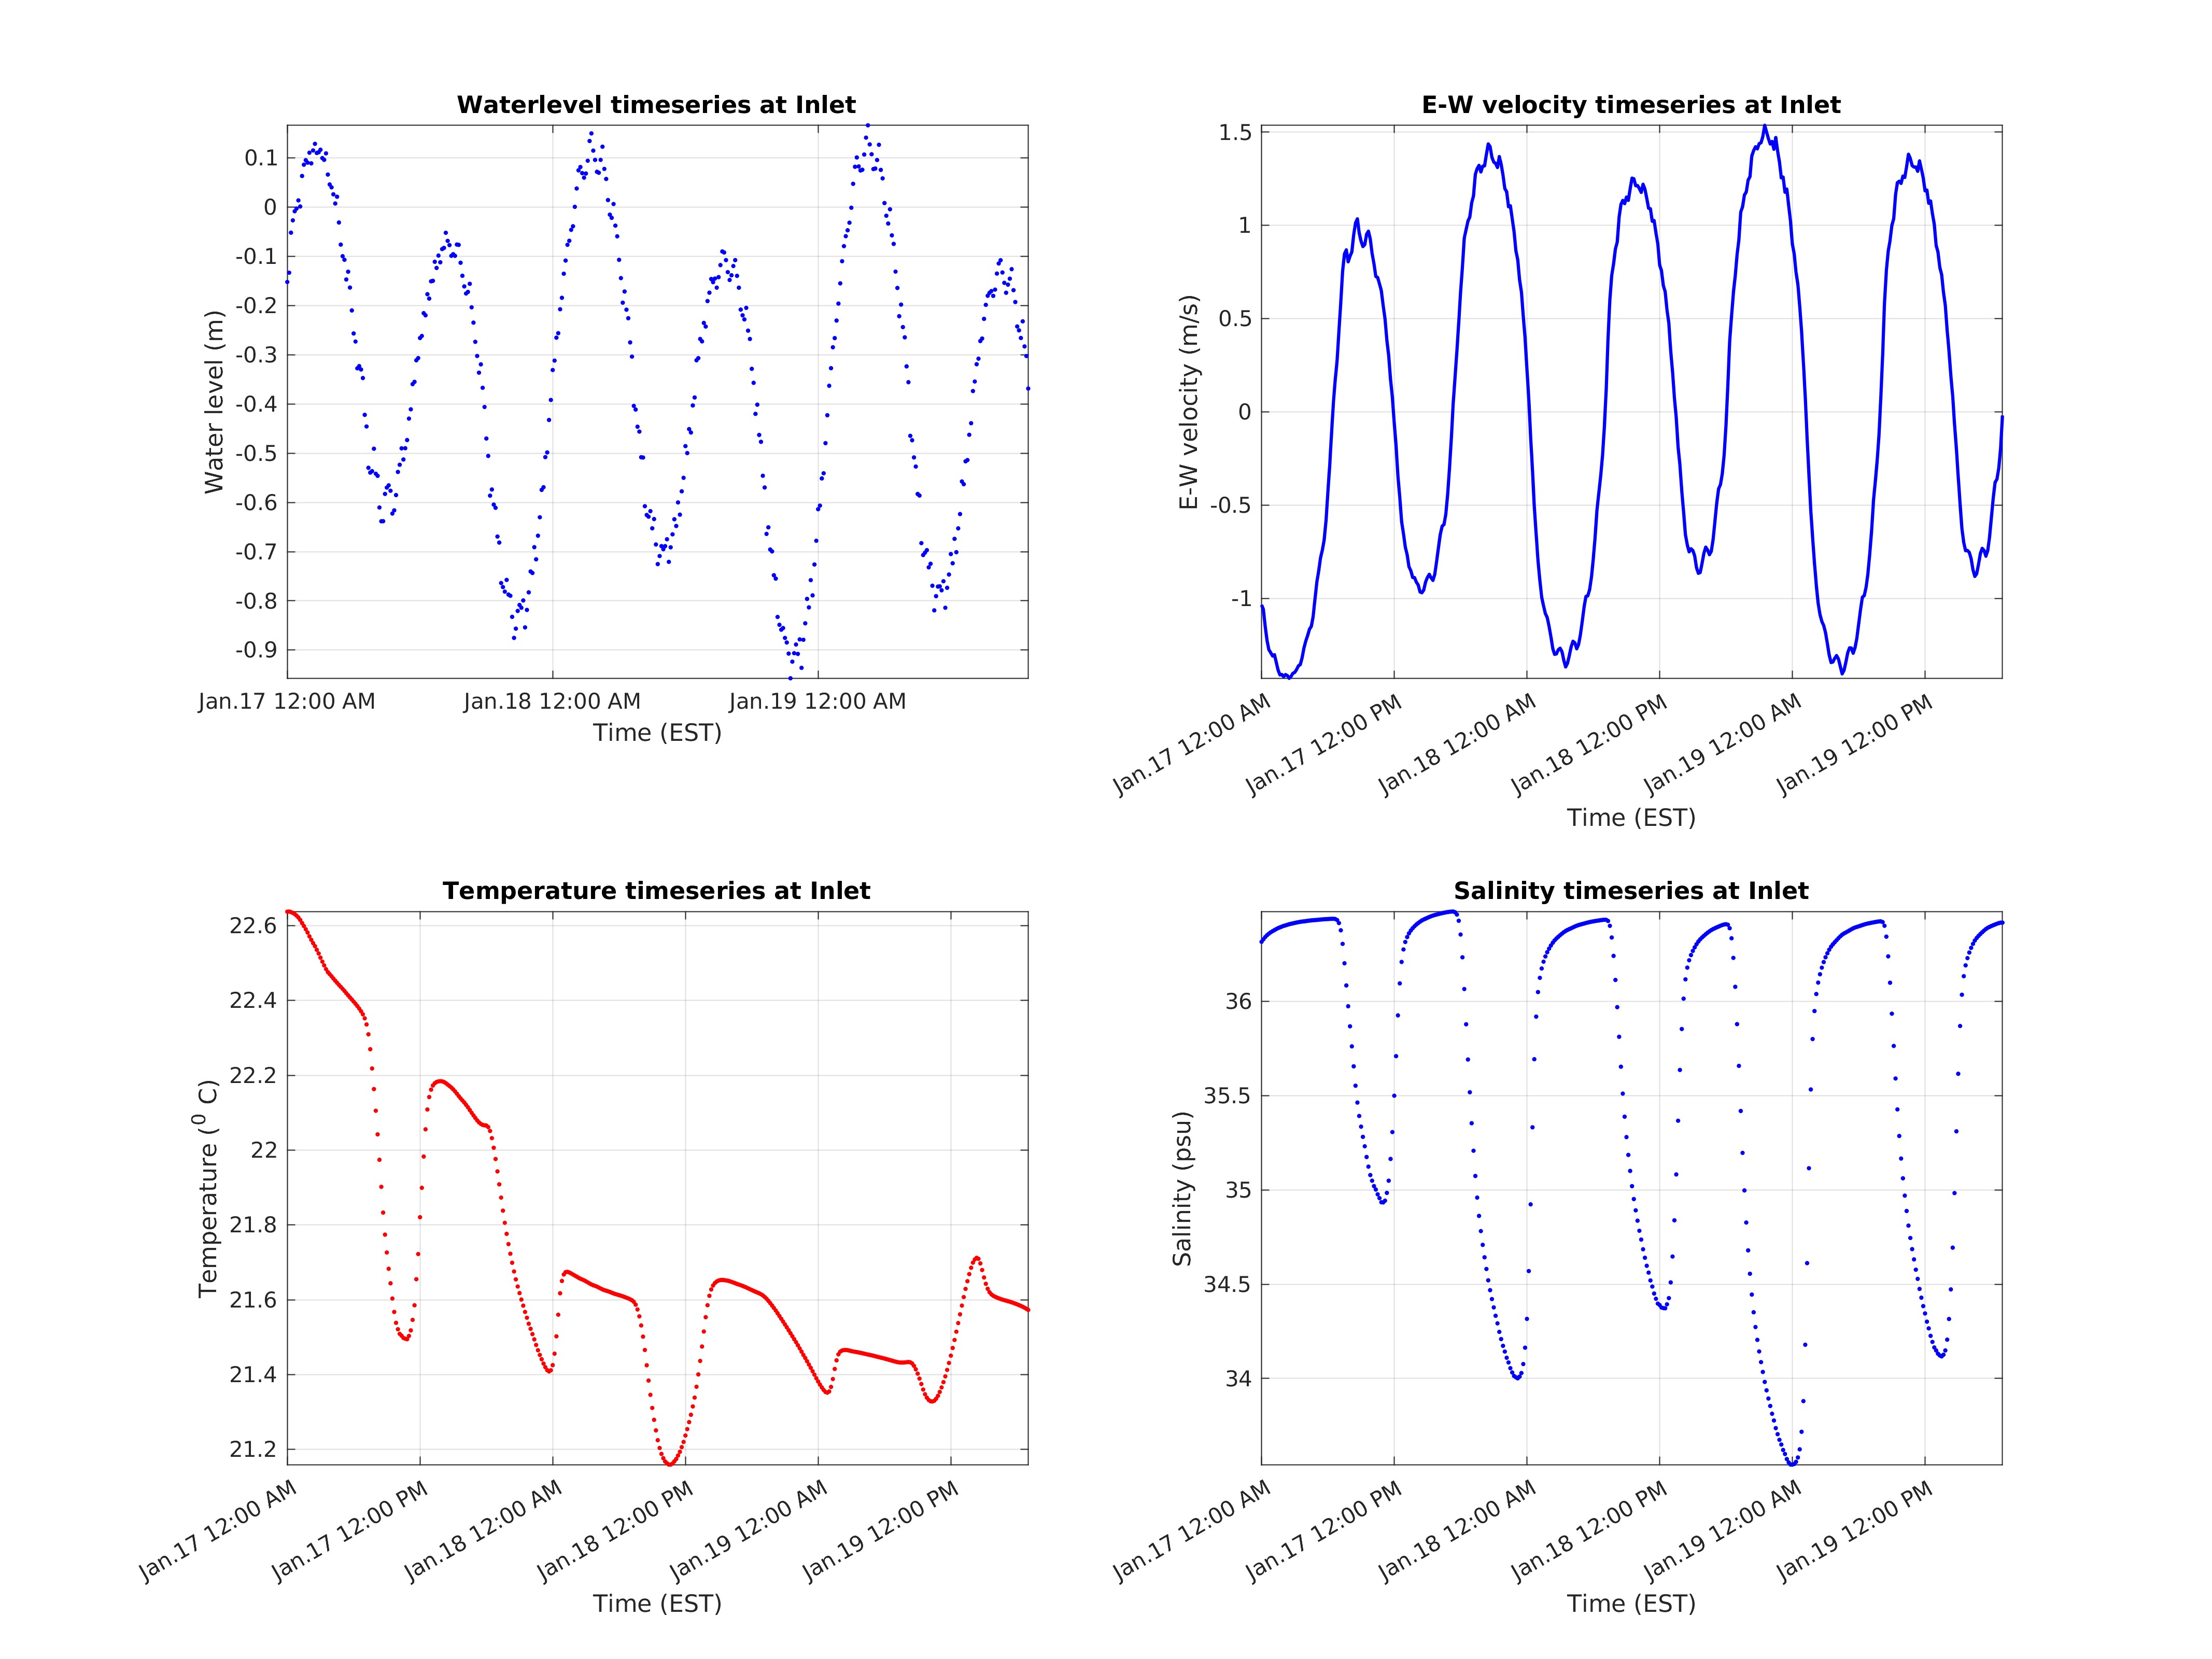 Waterlevel timeseries at Inlet
0.1
0
-0.1
-0.2
-0.3
-0.4
-0.5
-0.6
-0.7
-0.8
-0.9
Water level (m)
Jan.17 12:00 AM
Jan.18 12:00 AM
Jan.19 12:00 AM
Time (EST)
E-W velocity timeseries at Inlet
1.5
1
0.5
0
-0.5
-1
E-W velocity (m/s)
Jan.17 12:00 AM
Jan.17 12:00 PM
Jan.18 12:00 AM
Jan.18 12:00 PM
Jan.19 12:00 AM
Jan.19 12:00 PM
Time (EST)
Temperature timeseries at Inlet
22.6
22.4
22.2
22
21.8
21.6
21.4
21.2
Temperature (⁰ C)
Jan.17 12:00 AM
Jan.17 12:00 PM
Jan.18 12:00 AM
Jan.18 12:00 PM
Jan.19 12:00 AM
Jan.19 12:00 PM
Time (EST)
Salinity timeseries at Inlet
36
35.5
35
34.5
34
Salinity (psu)
Jan.17 12:00 AM
Jan.17 12:00 PM
Jan.18 12:00 AM
Jan.18 12:00 PM
Jan.19 12:00 AM
Jan.19 12:00 PM
Time (EST)